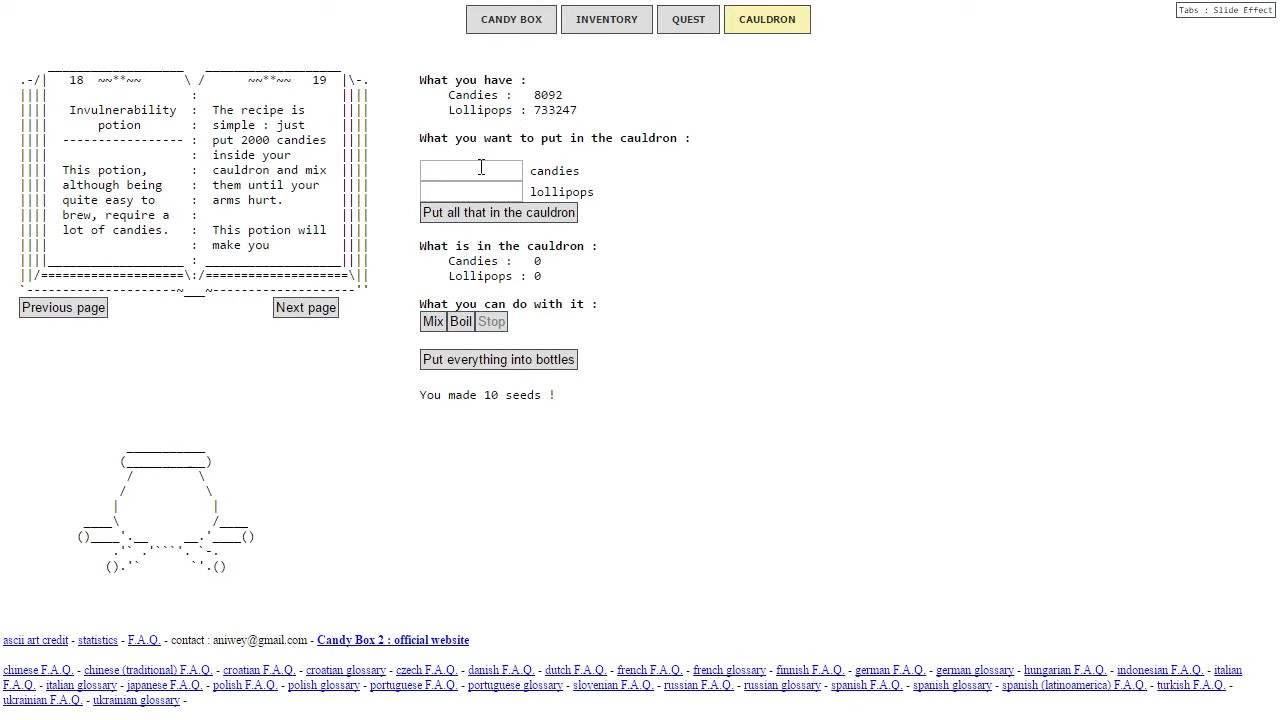 CANDY BOX INVENTORY QUEST CAULDRON
Tabs : Slide Effect
18 ~~**~~
Invulnerability
potion
-----------------
This potion,
although being
quite easy to
brew, require a
lot of candies.
~~**~~ 19
The recipe is
simple : just
put 2000 candies
inside your
cauldron and mix
them until your
arms hurt.
This potion will
make you
Previous page
Next page
What you have :
Candies : 8092
Lollipops : 733247
What you want to put in the cauldron :
candies
lollipops
Put all that in the cauldron
What is in the cauldron :
Candies : 0
Lollipops : 0
What you can do with it :
Mix Boil Stop
Put everything into bottles
You made 10 seeds !
ascii art credit - statistics - F.A.Q. - contact : aniwey@gmail.com - Candy Box 2 : official website
chinese F.A.Q. - chinese (traditional) F.A.Q. - croatian F.A.Q. - croatian glossary - czech F.A.Q. - danish F.A.Q. - dutch F.A.Q. - french F.A.Q. - french glossary - finnish F.A.Q. - german F.A.Q. - german glossary - hungarian F.A.Q. - indonesian F.A.Q. - italian
F.A.Q. - italian glossary - japanese F.A.Q. - polish F.A.Q. - polish glossary - portuguese F.A.Q. - portuguese glossary - slovenian F.A.Q. - russian F.A.Q. - russian glossary - spanish F.A.Q. - spanish glossary - spanish (latinoamerica) F.A.Q. - turkish F.A.Q. -
ukrainian F.A.Q. - ukrainian glossary -